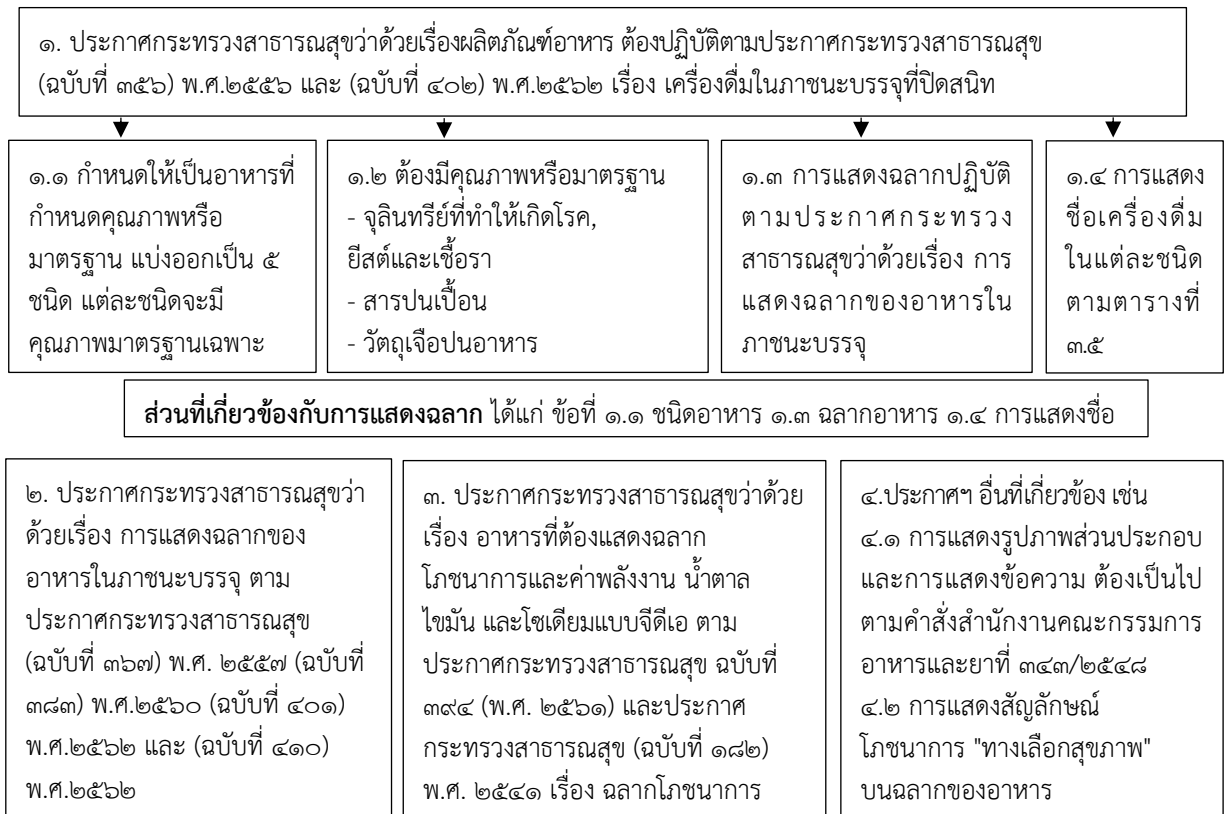 ๑. ประกาศกระทรวงสาธารณสุขว่าด้วยเรื่องผลิตภัณฑ์อาหาร ต้องปฏิบัติตามประกาศกระทรวงสาธารณสุข
(ฉบับที่ ๓๕๖) พ.ศ.๒๕๕๖ และ (ฉบับที่ ๔๐๒) พ.ศ.๒๕๖๒ เรื่อง เครื่องดื่มในภาชนะบรรจุที่ปิดสนิท
๑.๑ กำหนดให้เป็นอาหารที่
กำหนดคุณภาพหรือ
มาตรฐาน แบ่งออกเป็น ๕
ชนิด แต่ละชนิดจะมี
คุณภาพมาตรฐานเฉพาะ
๑.๒ ต้องมีคุณภาพหรือมาตรฐาน
- จุลินทรีย์ที่ทำให้เกิดโรค,
ยีสต์และเชื้อรา
- สารปนเปื้อน
- วัตถุเจือปนอาหาร
๑.๓ การแสดงฉลากปฏิบัติ
ตามประกาศกระทรวง
สาธารณสุขว่าด้วยเรื่อง การ
แสดงฉลากของอาหารใน
ภาชนะบรรจุ
๑.๔ การแสดง
ชื่อเครื่องดื่ม
ในแต่ละชนิด
ตามตารางที่
๓.๕
ส่วนที่เกี่ยวข้องกับการแสดงฉลาก ได้แก่ ข้อที่ ๑.๑ ชนิดอาหาร ๑.๓ ฉลากอาหาร ๑.๔ การแสดงชื่อ
๒. ประกาศกระทรวงสาธารณสุขว่า
ด้วยเรื่อง การแสดงฉลากของ
อาหารในภาชนะบรรจุ ตาม
ประกาศกระทรวงสาธารณสุข
(ฉบับที่ ๓๖๗) พ.ศ. ๒๕๕๗ (ฉบับที่
๓๘๓) พ.ศ.๒๕๖๐ (ฉบับที่ ๔๐๑)
พ.ศ.๒๕๖๒ และ (ฉบับที่ ๔๑๐)
พ.ศ.๒๕๖๒
๓. ประกาศกระทรวงสาธารณสุขว่าด้วย
เรื่อง อาหารที่ต้องแสดงฉลาก
โภชนาการและค่าพลังงาน น้ำตาล
ไขมัน และโซเดียมแบบจีดีเอ ตาม
ประกาศกระทรวงสาธารณสุข ฉบับที่
๓๙๔ (พ.ศ. ๒๕๖๑) และประกาศ
กระทรวงสาธารณสุข (ฉบับที่ ๑๘๒)
พ.ศ. ๒๕๔๑ เรื่อง ฉลากโภชนาการ
๔.ประกาศฯ อื่นที่เกี่ยวข้อง เช่น
๔.๑ การแสดงรูปภาพส่วนประกอบ
และการแสดงข้อความ ต้องเป็นไป
ตามคำสั่งสำนักงานคณะกรรมการ
อาหารและยาที่ ๓๔๓/๒๕๔๘
๔.๒ การแสดงสัญลักษณ์
โภชนาการ "ทางเลือกสุขภาพ"
บนฉลากของอาหาร